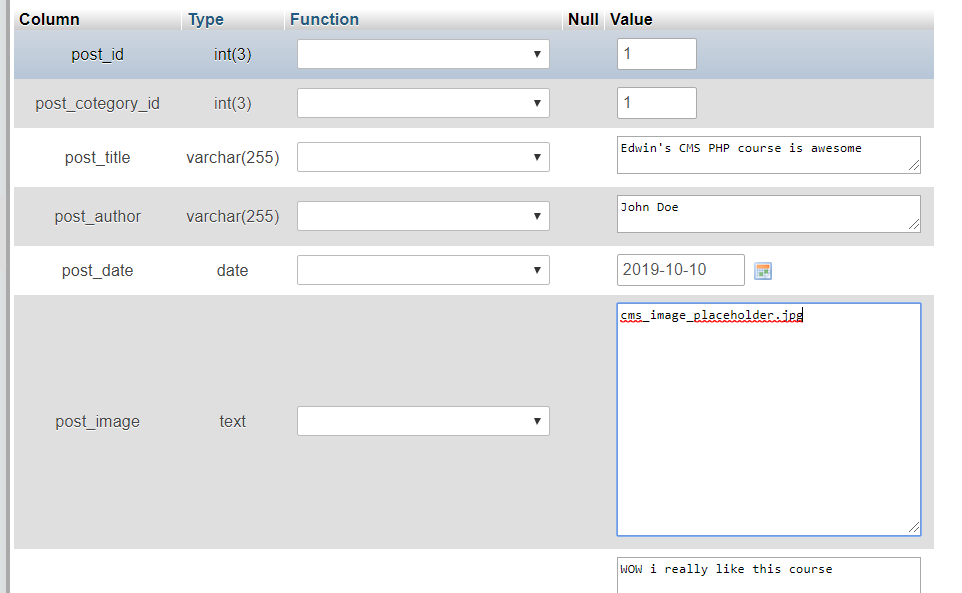 Column Type Function Null Value
post_id int(3) 1
post_cotegory_id int(3) 1
post_title varchar(255) Edwin's CMS PHP course is awesome
post_author varchar(255) John Doe
post_date date 2019-10-10
post_image text cms_image_placeholder.jpg
WOW i really like this course